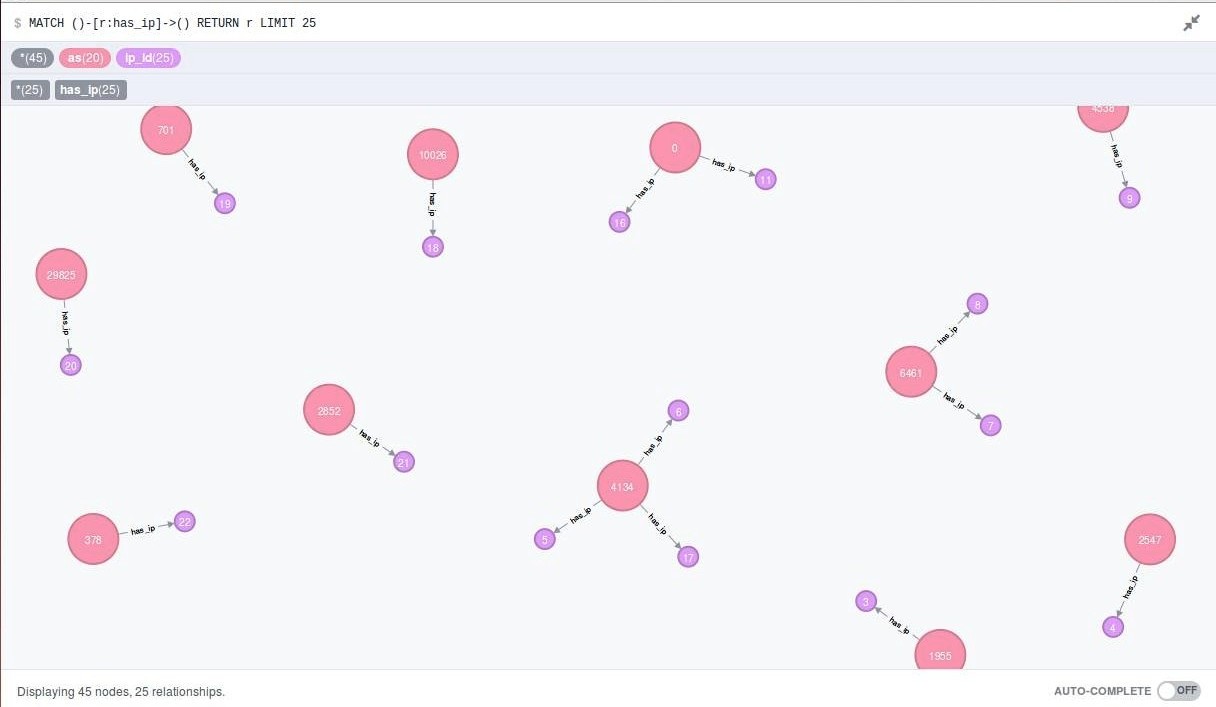 $ MATCH ()-[r:has_ip]->() RETURN r LIMIT 25
*(45) as(20) ip_id(25)
*(25) has_ip(25)
4538
701
10026
0
has_ip
has_ip
has_ip
has_ip
has_ip
11
9
19
16
18
29825
has_ip
8
has_ip
20
6461
has_ip
2852
6
7
has_ip
has_ip
21
4134
has_ip
has_ip
22
378
has_ip
5
17
2547
has_ip
3
has_ip
4
1955
Displaying 45 nodes, 25 relationships.
AUTO-COMPLETE OFF